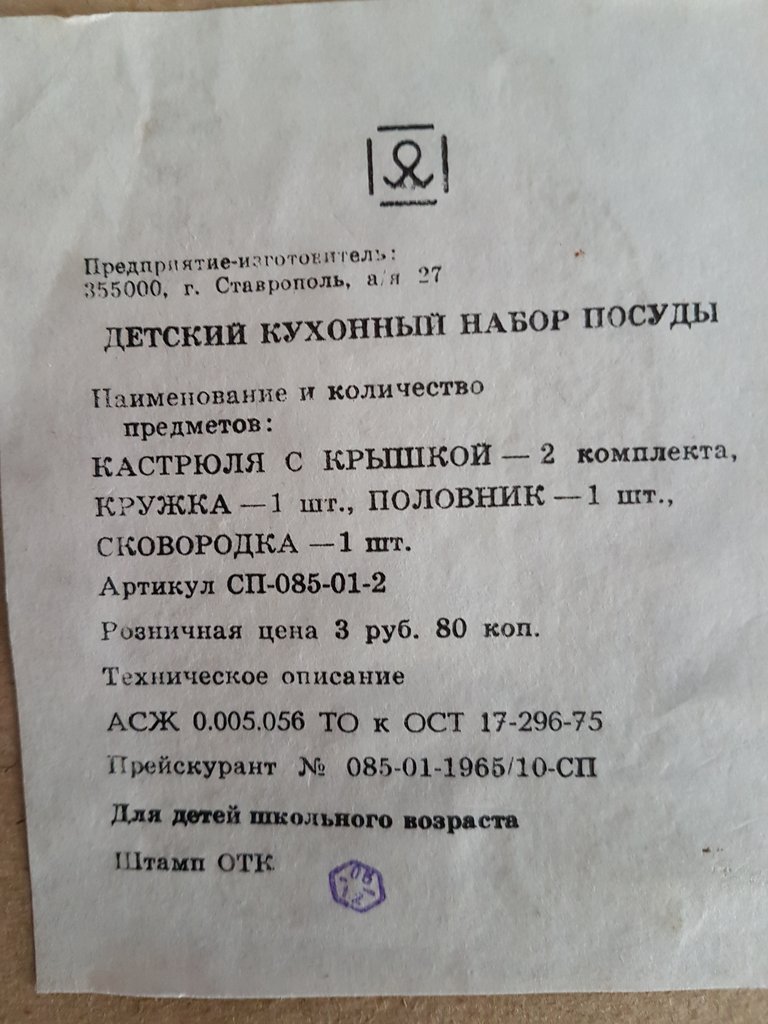 Предприятие-изготовитель:
355000, г. Ставрополь, а/я 27
ДЕТСКИЙ КУХОННЫЙ НАБОР ПОСУДЫ
Наименование и количество
предметов:
КАСТРЮЛЯ С КРЫШКОЙ — 2 комплекта,
КРУЖКА — 1 шт., ПОЛОВНИК — 1 шт.,
СКОВОРОДКА — 1 шт.
Артикул СП-085-01-2
Розничная цена 3 руб. 80 коп.
Техническое описание
АСЖ 0.005.056 ТО к ОСТ 17-296-75
Прейскурант № 085-01-1965/10-СП
Для детей школьного возраста
Штамп ОТК